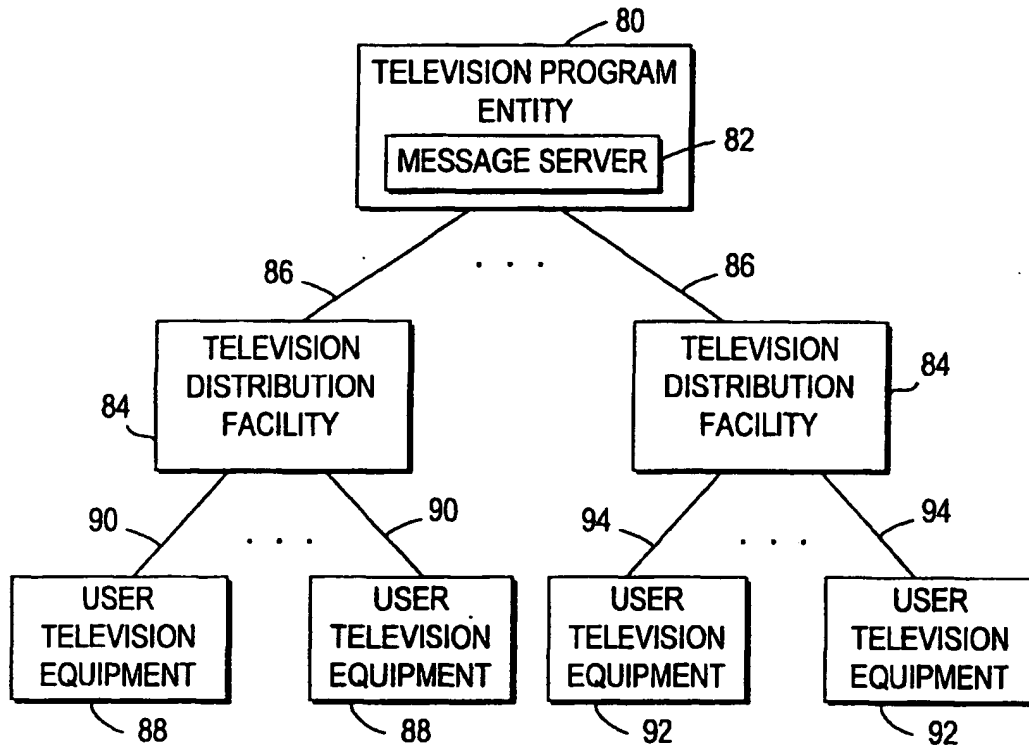 80
TELEVISION PROGRAM
ENTITY
MESSAGE SERVER
82
86
. . .
86
TELEVISION
DISTRIBUTION
FACILITY
84
TELEVISION
DISTRIBUTION
FACILITY
84
90
. . .
90
94
. . .
94
USER
TELEVISION
EQUIPMENT
88
USER
TELEVISION
EQUIPMENT
88
USER
TELEVISION
EQUIPMENT
92
USER
TELEVISION
EQUIPMENT
92